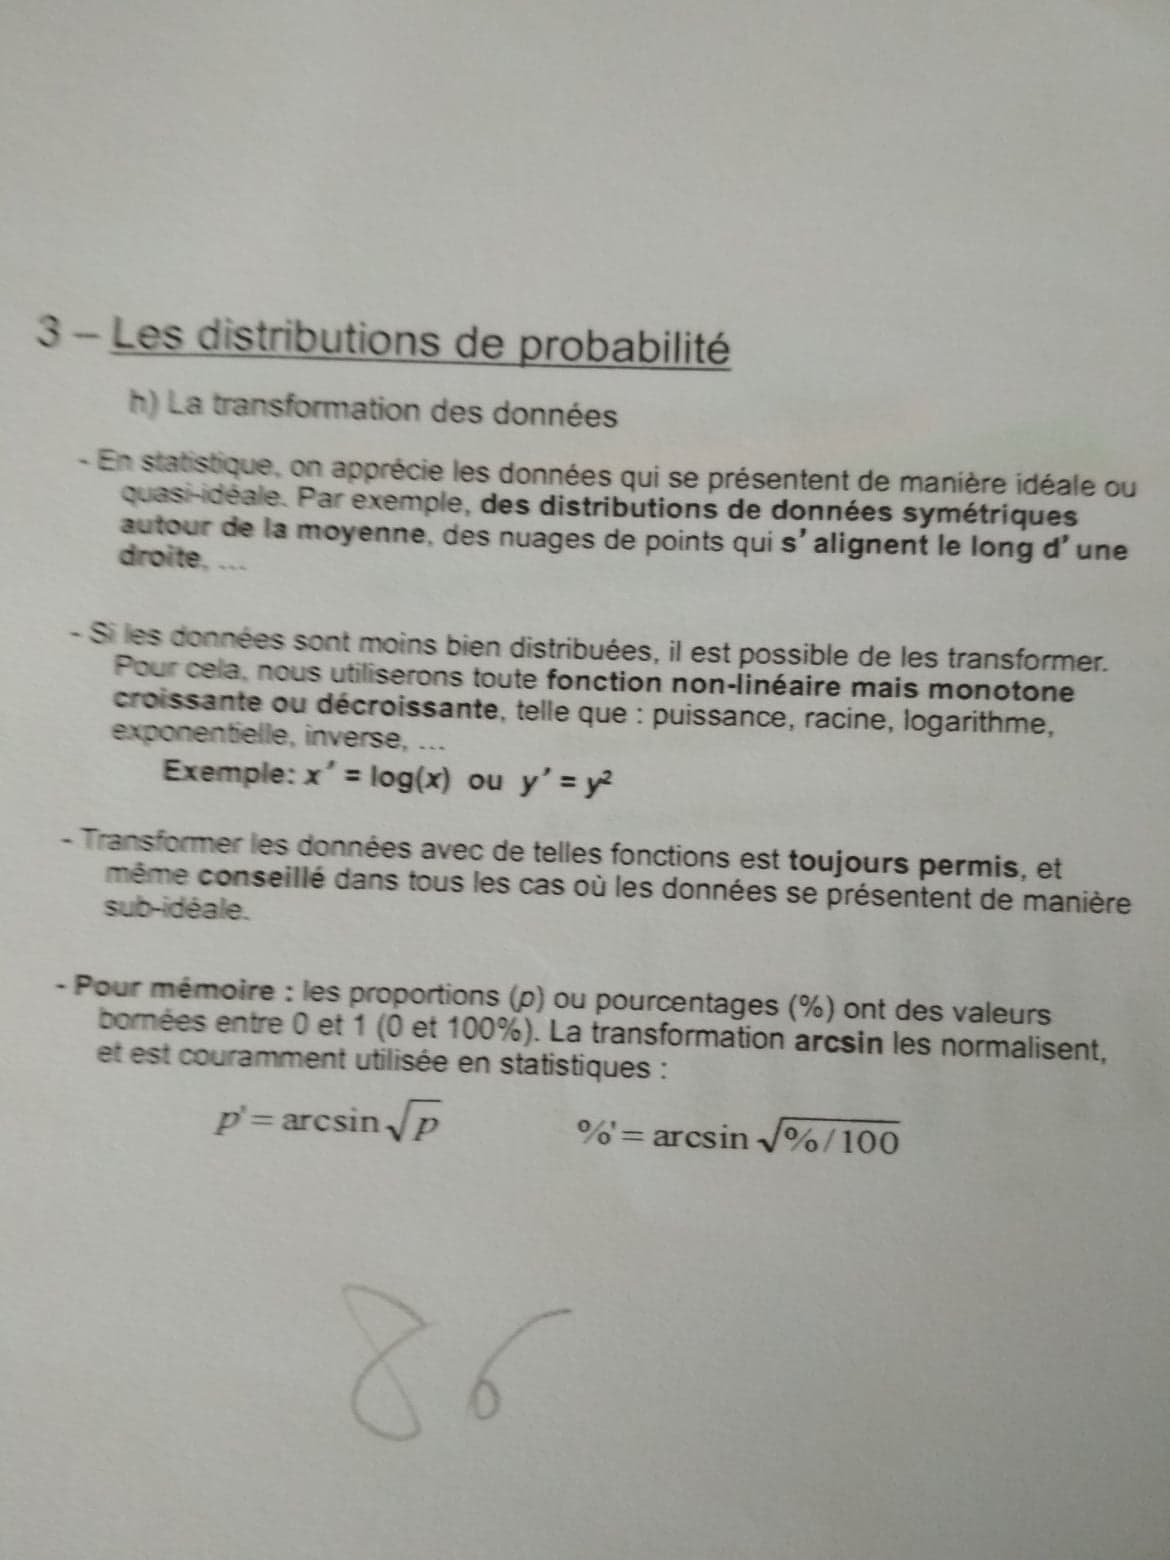 3 – Les distributions de probabilité
h) La transformation des données
- En statistique, on apprécie les données qui se présentent de manière idéale ou
quasi-idéale. Par exemple, des distributions de données symétriques
autour de la moyenne, des nuages de points qui s’ alignent le long d’ une
droite, ...
- Si les données sont moins bien distribuées, il est possible de les transformer.
Pour cela, nous utiliserons toute fonction non-linéaire mais monotone
croissante ou décroissante, telle que : puissance, racine, logarithme,
exponentielle, inverse, ...
Exemple: x’ = log(x) ou y’ = y²
- Transformer les données avec de telles fonctions est toujours permis, et
même conseillé dans tous les cas où les données se présentent de manière
sub-idéale.
- Pour mémoire : les proportions (p) ou pourcentages (%) ont des valeurs
bornées entre 0 et 1 (0 et 100%). La transformation arcsin les normalisent,
et est couramment utilisée en statistiques :
p'= arcsin √p %'= arcsin √%/100
86